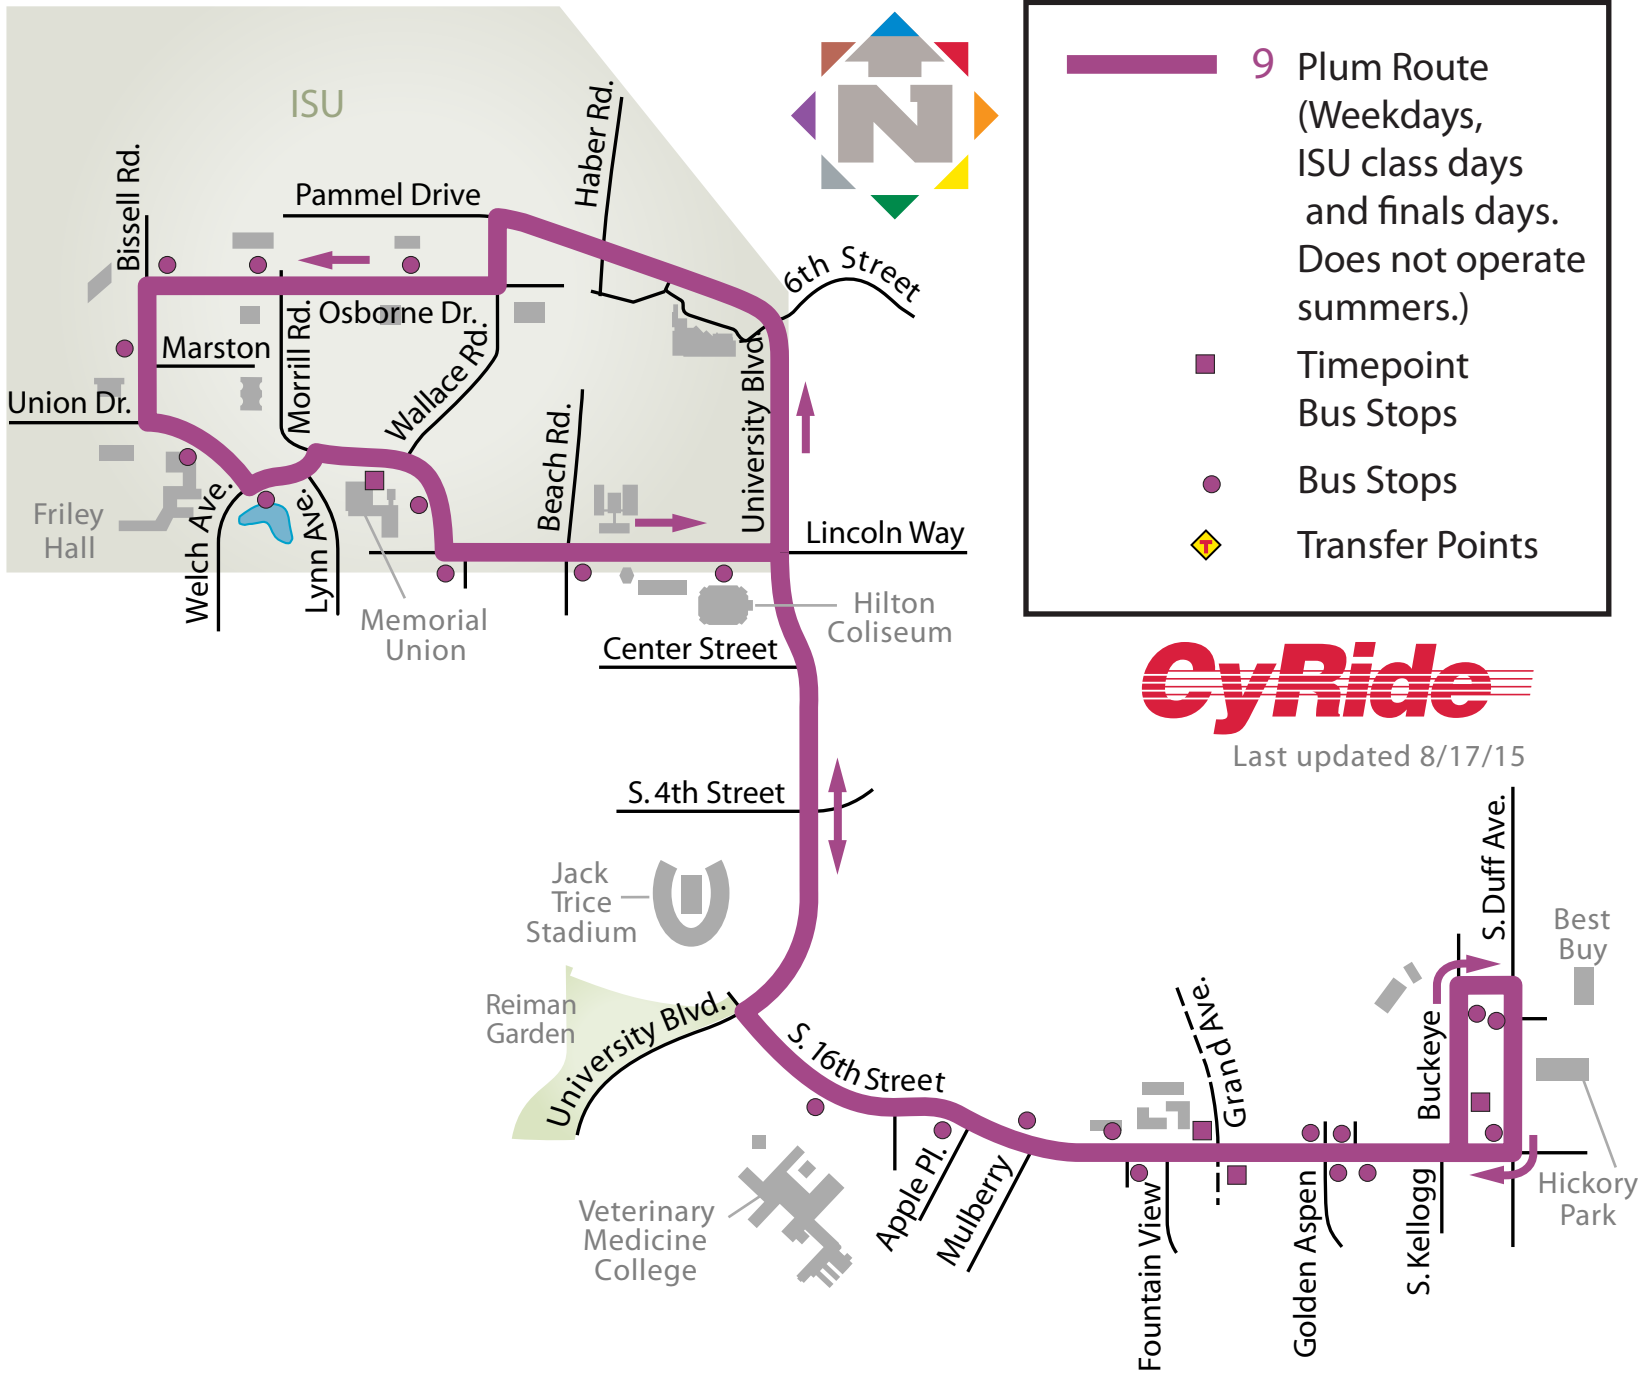 ISU
Bissell Rd.
Pammel Drive
Haber Rd.
6th Street
Osborne Dr.
Marston
Morrill Rd.
Wallace Rd.
Union Dr.
Beach Rd.
University Blvd.
Friley
Hall
Welch Ave.
Lynn Ave.
Lincoln Way
Memorial
Union
Hilton
Coliseum
Center Street
N
9 Plum Route
(Weekdays,
ISU class days
and finals days.
Does not operate
summers.)
Timepoint
Bus Stops
Bus Stops
T
Transfer Points
CyRide
Last updated 8/17/15
S. 4th Street
Jack
Trice
Stadium
Reiman
Garden
University Blvd.
S. 16th Street
Veterinary
Medicine
College
Apple Pl.
Mulberry
Fountain View
Grand Ave.
Golden Aspen
S. Kellogg
Buckeye
S. Duff Ave.
Best
Buy
Hickory
Park